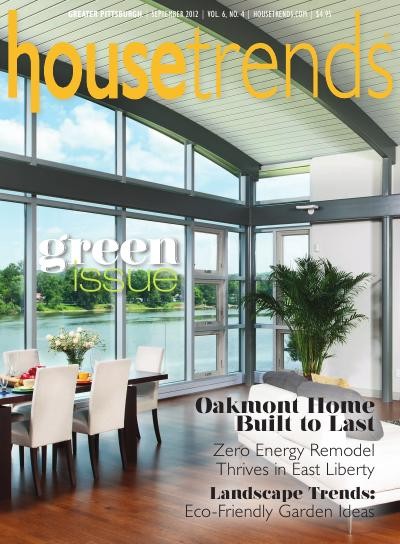 GREATER PITTSBURGH | SEPTEMBER 2012 | VOL. 6, NO. 4 | HOUSETRENDS.COM | $4.95
housetrends
green
issue
Oakmont Home
Built to Last
Zero Energy Remodel
Thrives in East Liberty
Landscape Trends:
Eco-Friendly Garden Ideas